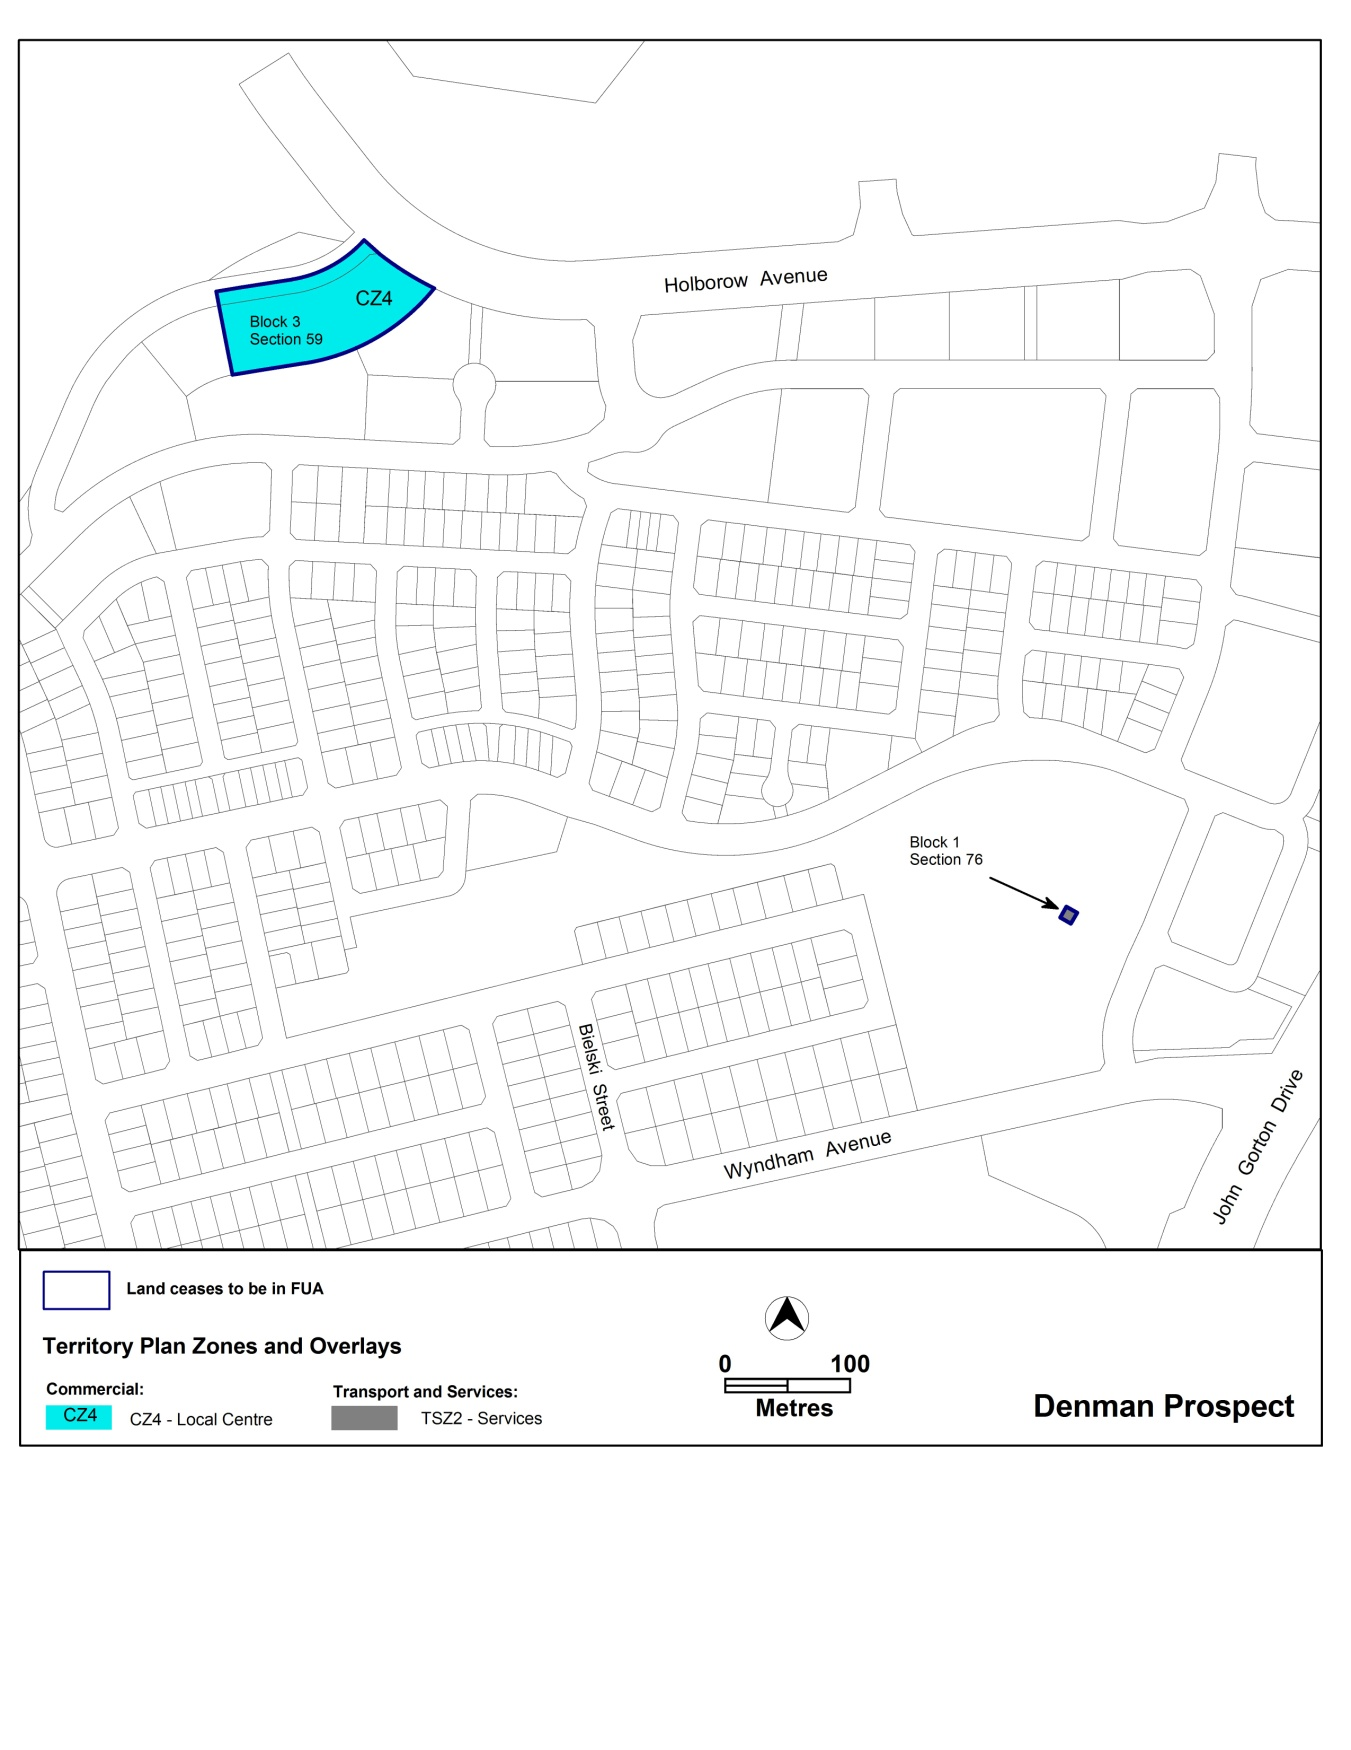 Holborow Avenue
CZ4
Block 3
Section 59
Block 1
Section 76
Bielski Street
Wyndham Avenue
John Gorton Drive
Land ceases to be in FUA
Territory Plan Zones and Overlays
Commercial:
CZ4
CZ4 - Local Centre
Transport and Services:
TSZ2 - Services
0 100
Metres
Denman Prospect